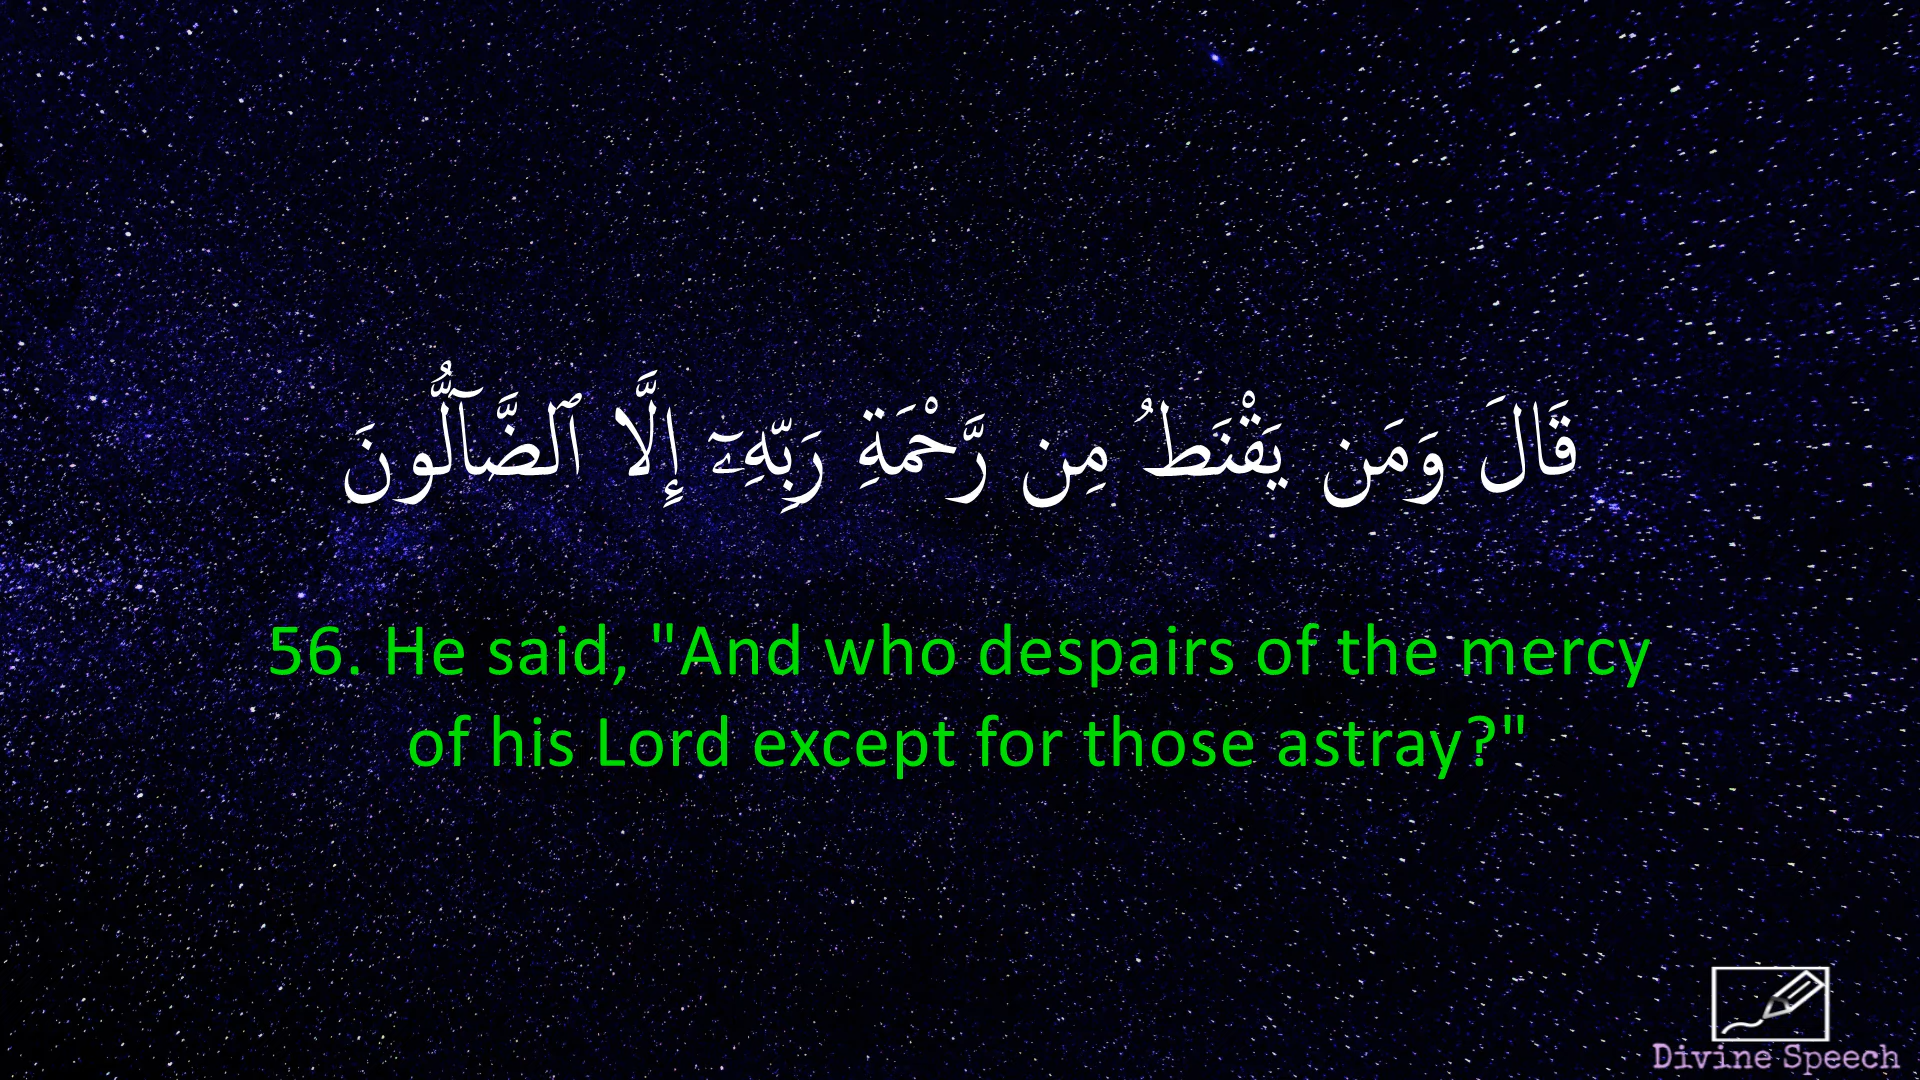 قَالَ وَمَن يَقْنَطُ مِن رَّحْمَةِ رَبِّهِۦٓ إِلَّا ٱلضَّآلُّونَ
56. He said, "And who despairs of the mercy
of his Lord except for those astray?"
Divine Speech